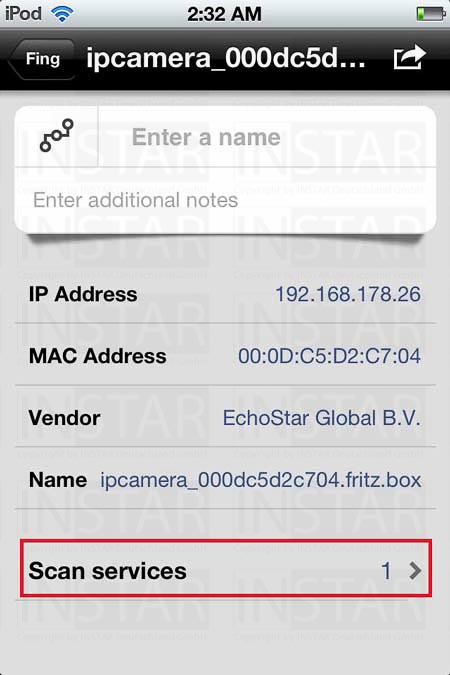 iPod 2:32 AM
Fing ipcamera_000dc5d...
Enter a name
Enter additional notes
IP Address 192.168.178.26
MAC Address 00:0D:C5:D2:C7:04
Vendor EchoStar Global B.V.
Name ipcamera_000dc5d2c704.fritz.box
Scan services 1
INSTAR
Copyright by INSTAR Deutschland GmbH